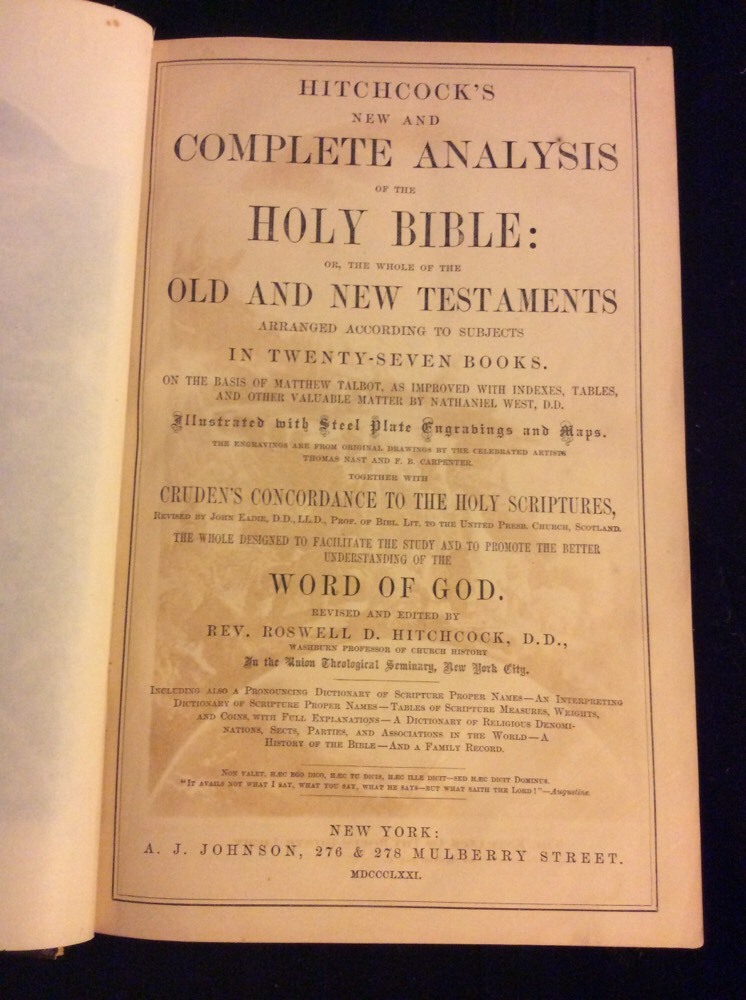 HITCHCOCK'S
NEW AND
COMPLETE ANALYSIS
OF THE
HOLY BIBLE:
OR, THE WHOLE OF THE
OLD AND NEW TESTAMENTS
ARRANGED ACCORDING TO SUBJECTS
IN TWENTY-SEVEN BOOKS.
ON THE BASIS OF MATTHEW TALBOT, AS IMPROVED WITH INDEXES, TABLES,
AND OTHER VALUABLE MATTER BY NATHANIEL WEST, D.D.
Illustrated with Steel Plate Engravings and Maps.
THE ENGRAVINGS ARE FROM ORIGINAL DRAWINGS BY THE CELEBRATED ARTISTS
THOMAS NAST AND F. B. CARPENTER.
TOGETHER WITH
CRUDEN'S CONCORDANCE TO THE HOLY SCRIPTURES,
REVISED BY JOHN EADIE, D.D., LL.D., PROF. OF BIBL. LIT. TO THE UNITED PRESB. CHURCH, SCOTLAND.
THE WHOLE DESIGNED TO FACILITATE THE STUDY AND TO PROMOTE THE BETTER
UNDERSTANDING OF THE
WORD OF GOD.
REVISED AND EDITED BY
REV. ROSWELL D. HITCHCOCK, D.D.,
WASHBURN PROFESSOR OF CHURCH HISTORY
In the Union Theological Seminary, New York City.
INCLUDING ALSO A PRONOUNCING DICTIONARY OF SCRIPTURE PROPER NAMES—AN INTERPRETING
DICTIONARY OF SCRIPTURE PROPER NAMES—TABLES OF SCRIPTURE MEASURES, WEIGHTS,
AND COINS, WITH FULL EXPLANATIONS—A DICTIONARY OF RELIGIOUS DENOMI-
NATIONS, SECTS, PARTIES, AND ASSOCIATIONS IN THE WORLD—A
HISTORY OF THE BIBLE—AND A FAMILY RECORD.
NON VALET, HÆC EGO DICO, HÆC TU DICIS, HÆC ILLE DICIT—SED HÆC DICIT DOMINUS.
"IT AVAILS NOT WHAT I SAY, WHAT YOU SAY, WHAT HE SAYS—BUT WHAT SAITH THE LORD!"—Augustine.
NEW YORK:
A. J. JOHNSON, 276 & 278 MULBERRY STREET.
MDCCCLXXI.